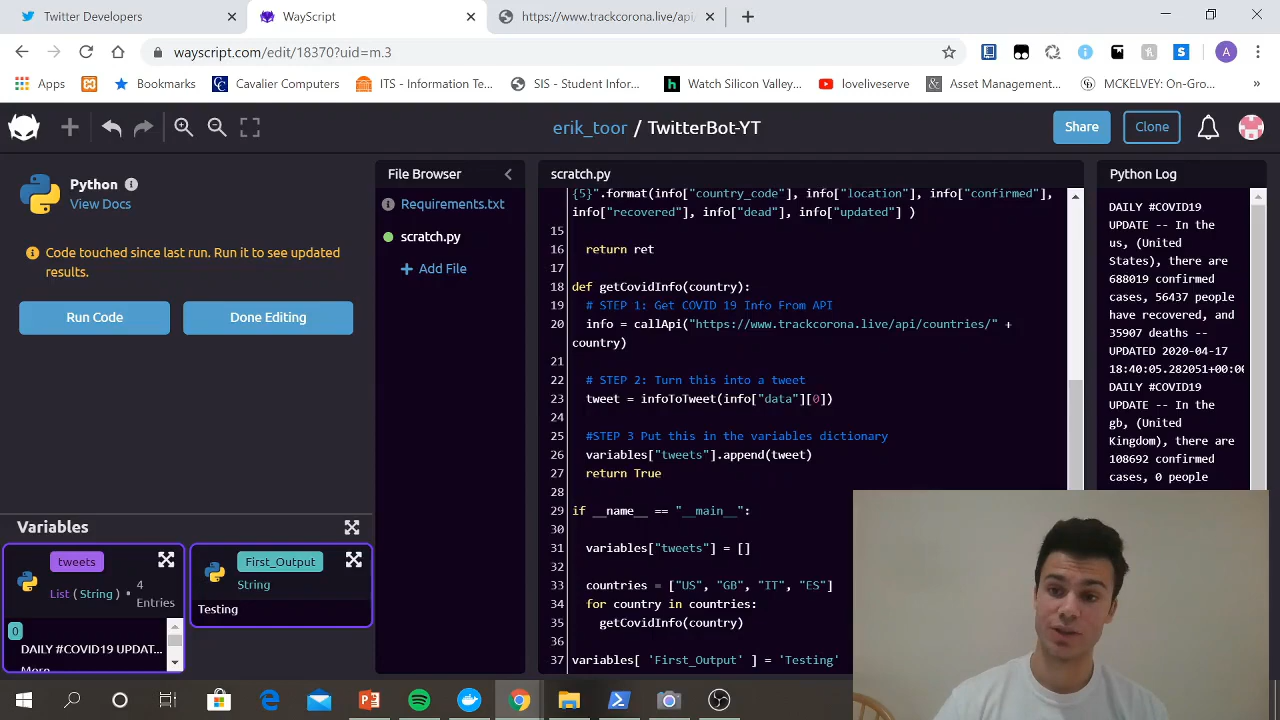 Twitter Developers
WayScript
https://www.trackcorona.live/api
wayscript.com/edit/18370?uid=m.3
Apps
Bookmarks
Cavalier Computers
ITS - Information Te...
SIS - Student Infor...
Watch Silicon Valley...
loveliveserve
Asset Management...
MCKELVEY: On-Gro...
erik_toor / TwitterBot-YT
Share
Clone
Python
View Docs
Code touched since last run. Run it to see updated
results.
Run Code
Done Editing
File Browser
Requirements.txt
scratch.py
Add File
scratch.py
{5}".format(info["country_code"], info["location"], info["confirmed"],
info["recovered"], info["dead"], info["updated"] )
15
16 return ret
17
18 def getCovidInfo(country):
19 # STEP 1: Get COVID 19 Info From API
20 info = callApi("https://www.trackcorona.live/api/countries/" +
country)
21
22 # STEP 2: Turn this into a tweet
23 tweet = infoToTweet(info["data"][0])
24
25 #STEP 3 Put this in the variables dictionary
26 variables["tweets"].append(tweet)
27 return True
28
29 if __name__ == "__main__":
30
31 variables["tweets"] = []
32
33 countries = ["US", "GB", "IT", "ES"]
34 for country in countries:
35 getCovidInfo(country)
36
37 variables[ 'First_Output' ] = 'Testing'
Python Log
DAILY #COVID19
UPDATE -- In the
us, (United
States), there are
688019 confirmed
cases, 56437 people
have recovered, and
35907 deaths --
UPDATED 2020-04-17
18:40:05.282051+00:00
DAILY #COVID19
UPDATE -- In the
gb, (United
Kingdom), there are
108692 confirmed
cases, 0 people
Variables
tweets
List ( String ) • 4
Entries
0
DAILY #COVID19 UPDAT...
More
First_Output
String
Testing